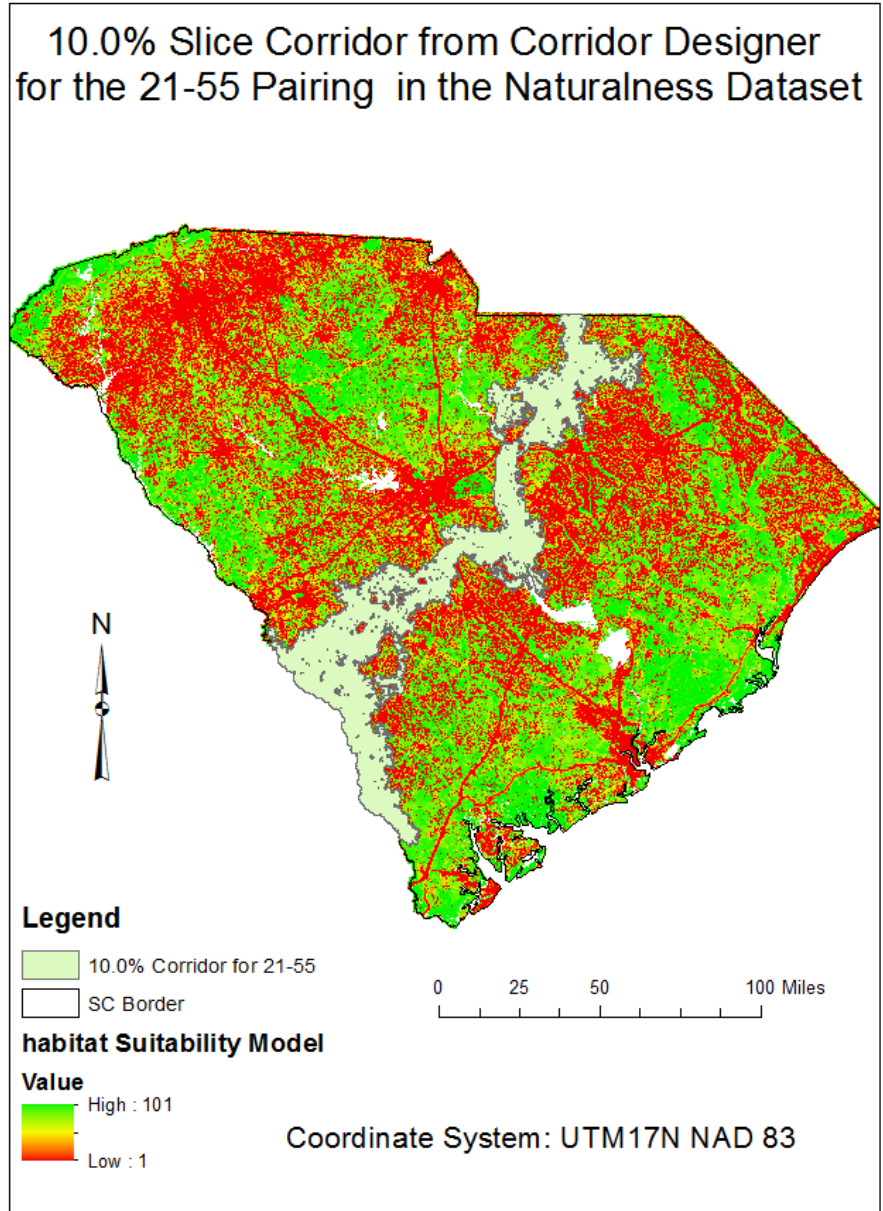 10.0% Slice Corridor from Corridor Designer
for the 21-55 Pairing in the Naturalness Dataset
N
Legend
10.0% Corridor for 21-55
SC Border
habitat Suitability Model
Value
High : 101
Low : 1
0 25 50 100 Miles
Coordinate System: UTM17N NAD 83